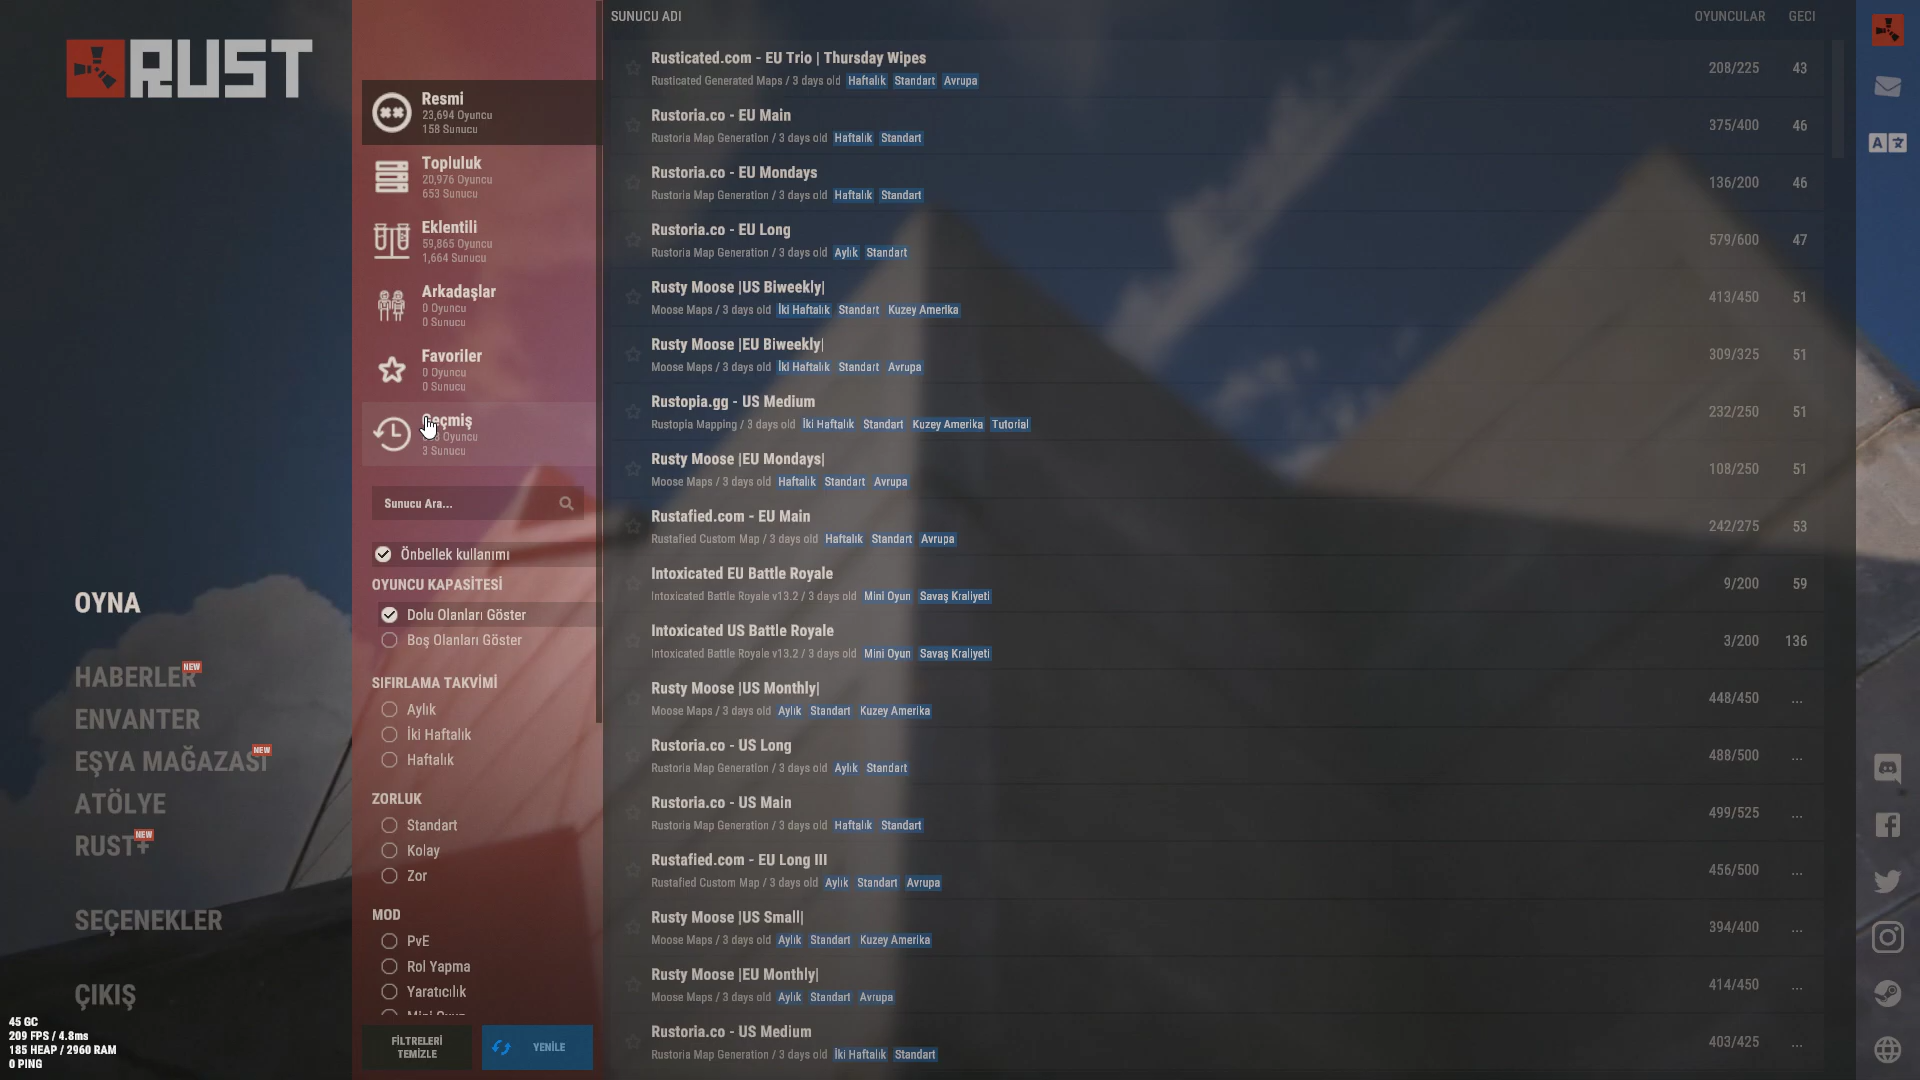 RUST
Resmi
23,694 Oyuncu
158 Sunucu
Topluluk
20,976 Oyuncu
653 Sunucu
Eklentili
59,865 Oyuncu
1,664 Sunucu
Arkadaşlar
0 Oyuncu
0 Sunucu
Favoriler
0 Oyuncu
0 Sunucu
Oyuncu
3 Sunucu
Sunucu Ara...
Önbellek kullanımı
OYUNCU KAPASİTESİ
Dolu Olanları Göster
Boş Olanları Göster
SIFIRLAMA TAKVİMİ
Aylık
İki Haftalık
Haftalık
ZORLUK
Standart
Kolay
Zor
MOD
PvE
Rol Yapma
Yaratıcılık
FİLTRELERİ
TEMİZLE
YENİLE
OYNA
HABERLER NEW
ENVANTER
EŞYA MAĞAZASI NEW
ATÖLYE
RUST+ NEW
SEÇENEKLER
ÇIKIŞ
45 GC
209 FPS / 4.8ms
185 HEAP / 2960 RAM
0 PING
SUNUCU ADI OYUNCULAR GECI
Rusticated.com - EU Trio | Thursday Wipes 208/225 43
Rusticated Generated Maps / 3 days old Haftalık Standart Avrupa
Rustoria.co - EU Main 375/400 46
Rustoria Map Generation / 3 days old Haftalık Standart
Rustoria.co - EU Mondays 136/200 46
Rustoria Map Generation / 3 days old Haftalık Standart
Rustoria.co - EU Long 579/600 47
Rustoria Map Generation / 3 days old Aylık Standart
Rusty Moose |US Biweekly| 413/450 51
Moose Maps / 3 days old İki Haftalık Standart Kuzey Amerika
Rusty Moose |EU Biweekly| 309/325 51
Moose Maps / 3 days old İki Haftalık Standart Avrupa
Rustopia.gg - US Medium 232/250 51
Rustopia Mapping / 3 days old İki Haftalık Standart Kuzey Amerika Tutorial
Rusty Moose |EU Mondays| 108/250 51
Moose Maps / 3 days old Haftalık Standart Avrupa
Rustafied.com - EU Main 242/275 53
Rustafied Custom Map / 3 days old Haftalık Standart Avrupa
Intoxicated EU Battle Royale 9/200 59
Intoxicated Battle Royale v13.2 / 3 days old Mini Oyun Savaş Kraliyeti
Intoxicated US Battle Royale 3/200 136
Intoxicated Battle Royale v13.2 / 3 days old Mini Oyun Savaş Kraliyeti
Rusty Moose |US Monthly| 448/450 ...
Moose Maps / 3 days old Aylık Standart Kuzey Amerika
Rustoria.co - US Long 488/500 ...
Rustoria Map Generation / 3 days old Aylık Standart
Rustoria.co - US Main 499/525 ...
Rustoria Map Generation / 3 days old Haftalık Standart
Rustafied.com - EU Long III 456/500 ...
Rustafied Custom Map / 3 days old Aylık Standart Avrupa
Rusty Moose |US Small| 394/400 ...
Moose Maps / 3 days old Aylık Standart Kuzey Amerika
Rusty Moose |EU Monthly| 414/450 ...
Moose Maps / 3 days old Aylık Standart Avrupa
Rustoria.co - US Medium 403/425 ...
Rustoria Map Generation / 3 days old İki Haftalık Standart